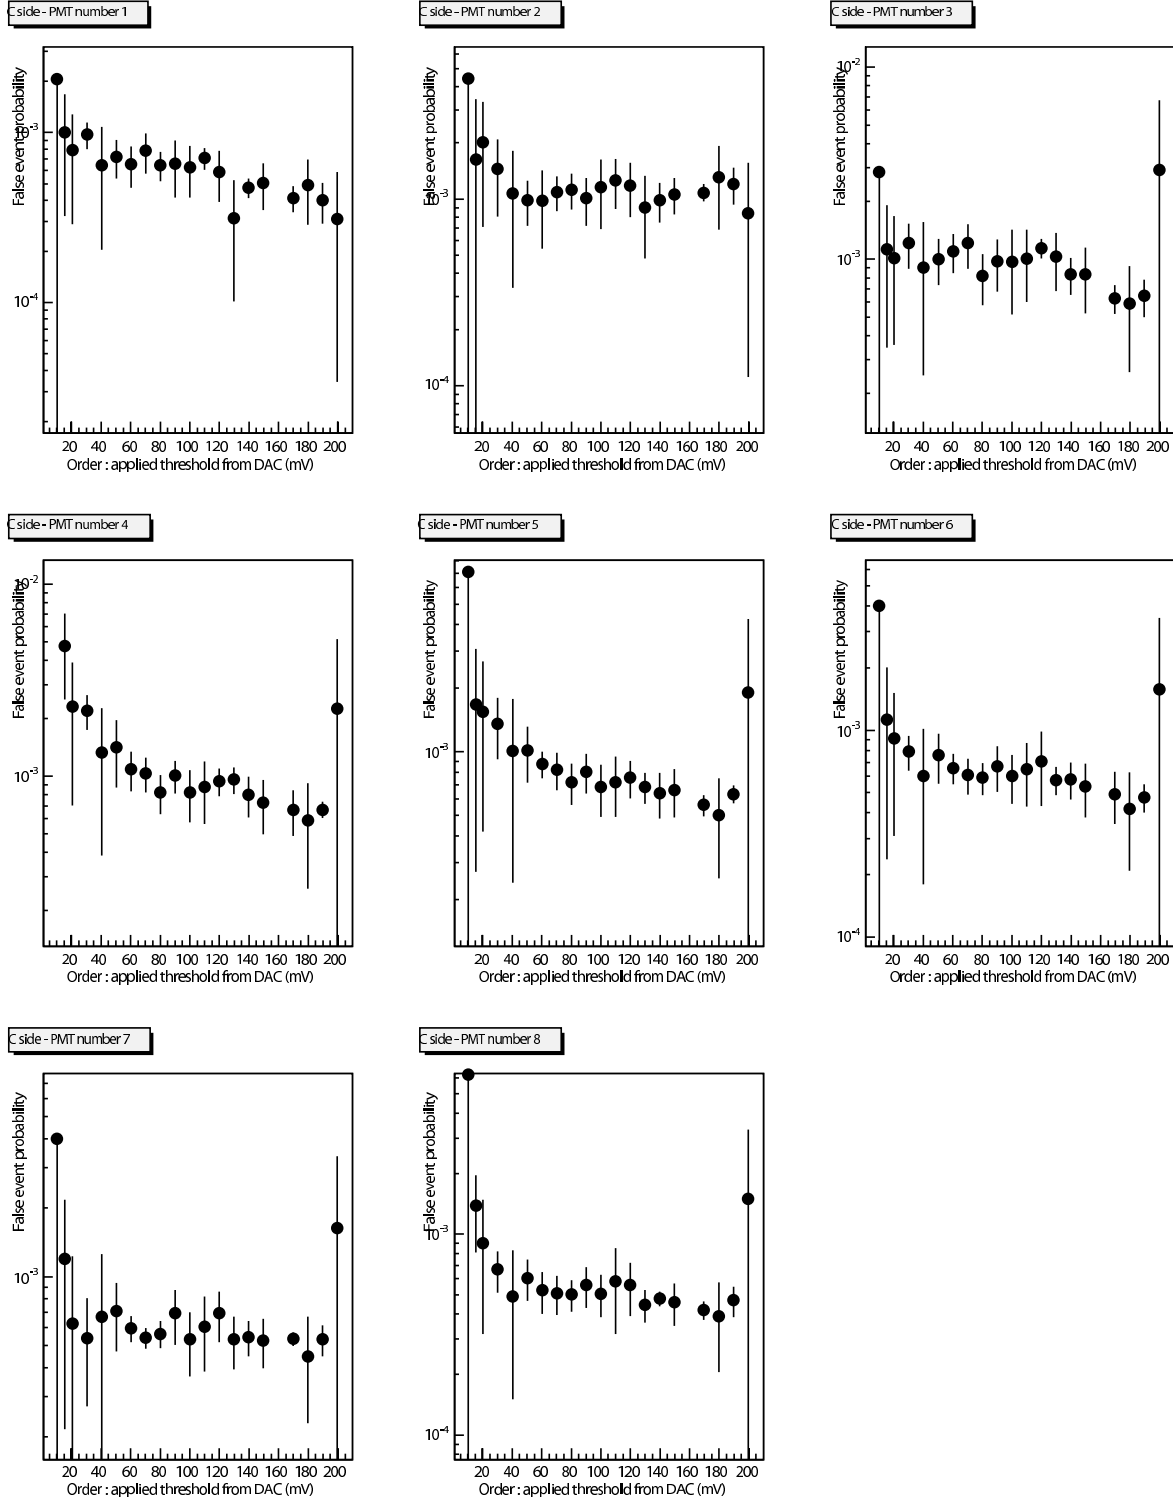 C side - PMT number 1
False event probability
10-3
10-4
20 40 60 80 100 120 140 160 180 200
Order : applied threshold from DAC (mV)
C side - PMT number 2
False event probability
10-3
10-4
20 40 60 80 100 120 140 160 180 200
Order : applied threshold from DAC (mV)
C side - PMT number 3
False event probability
10-2
10-3
20 40 60 80 100 120 140 160 180 200
Order : applied threshold from DAC (mV)
C side - PMT number 4
False event probability
10-2
10-3
20 40 60 80 100 120 140 160 180 200
Order : applied threshold from DAC (mV)
C side - PMT number 5
False event probability
10-3
20 40 60 80 100 120 140 160 180 200
Order : applied threshold from DAC (mV)
C side - PMT number 6
False event probability
10-3
10-4
20 40 60 80 100 120 140 160 180 200
Order : applied threshold from DAC (mV)
C side - PMT number 7
False event probability
10-3
20 40 60 80 100 120 140 160 180 200
Order : applied threshold from DAC (mV)
C side - PMT number 8
False event probability
10-3
10-4
20 40 60 80 100 120 140 160 180 200
Order : applied threshold from DAC (mV)